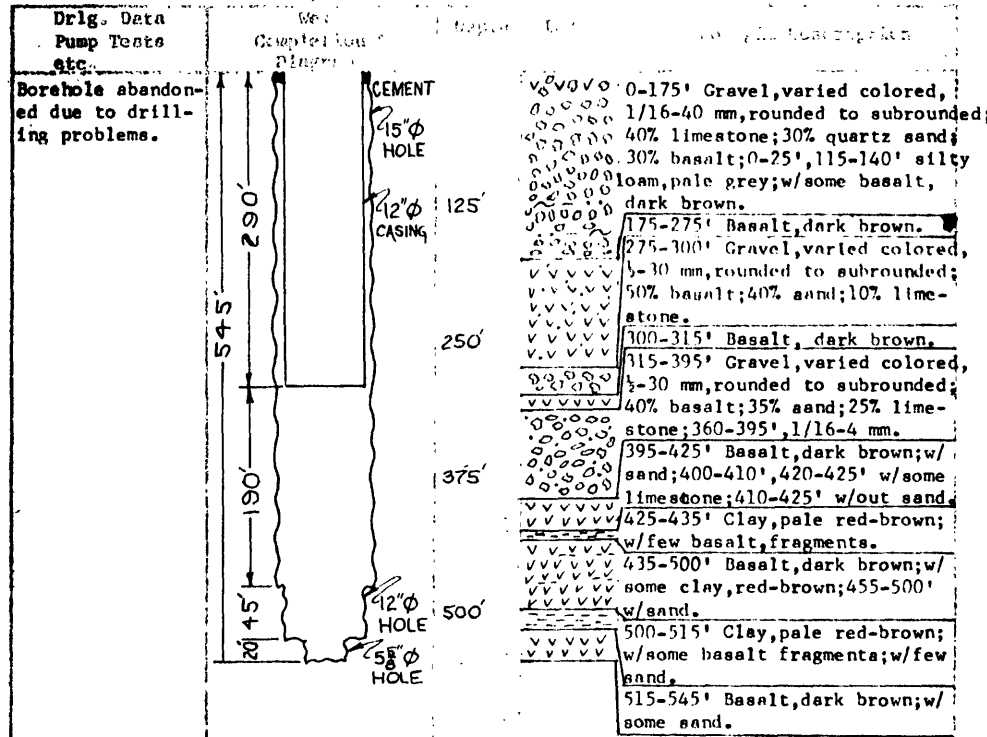 Drlg. Data
Pump Tests
etc.
Borehole abandon-
ed due to drill-
ing problems.
CEMENT
15"Ø
HOLE
12"Ø
CASING
290'
545'
190'
45'
20'
12"Ø
HOLE
5 5/8"Ø
HOLE
125'
250'
375'
500'
0-175' Gravel,varied colored,
1/16-40 mm,rounded to subrounded;
40% limestone;30% quartz sand;
30% basalt;0-25',115-140' silty
loam,pale grey;w/some basalt,
dark brown.
175-275' Basalt,dark brown.
275-300' Gravel,varied colored,
½-30 mm,rounded to subrounded;
50% basalt;40% sand;10% lime-
stone.
300-315' Basalt, dark brown.
315-395' Gravel,varied colored,
½-30 mm,rounded to subrounded;
40% basalt;35% sand;25% lime-
stone;360-395',1/16-4 mm.
395-425' Basalt,dark brown;w/
sand;400-410',420-425' w/some
limestone;410-425' w/out sand.
425-435' Clay,pale red-brown;
w/few basalt,fragments.
435-500' Basalt,dark brown;w/
some clay,red-brown;455-500'
w/sand.
500-515' Clay,pale red-brown;
w/some basalt fragments;w/few
sand.
515-545' Basalt,dark brown;w/
some sand.